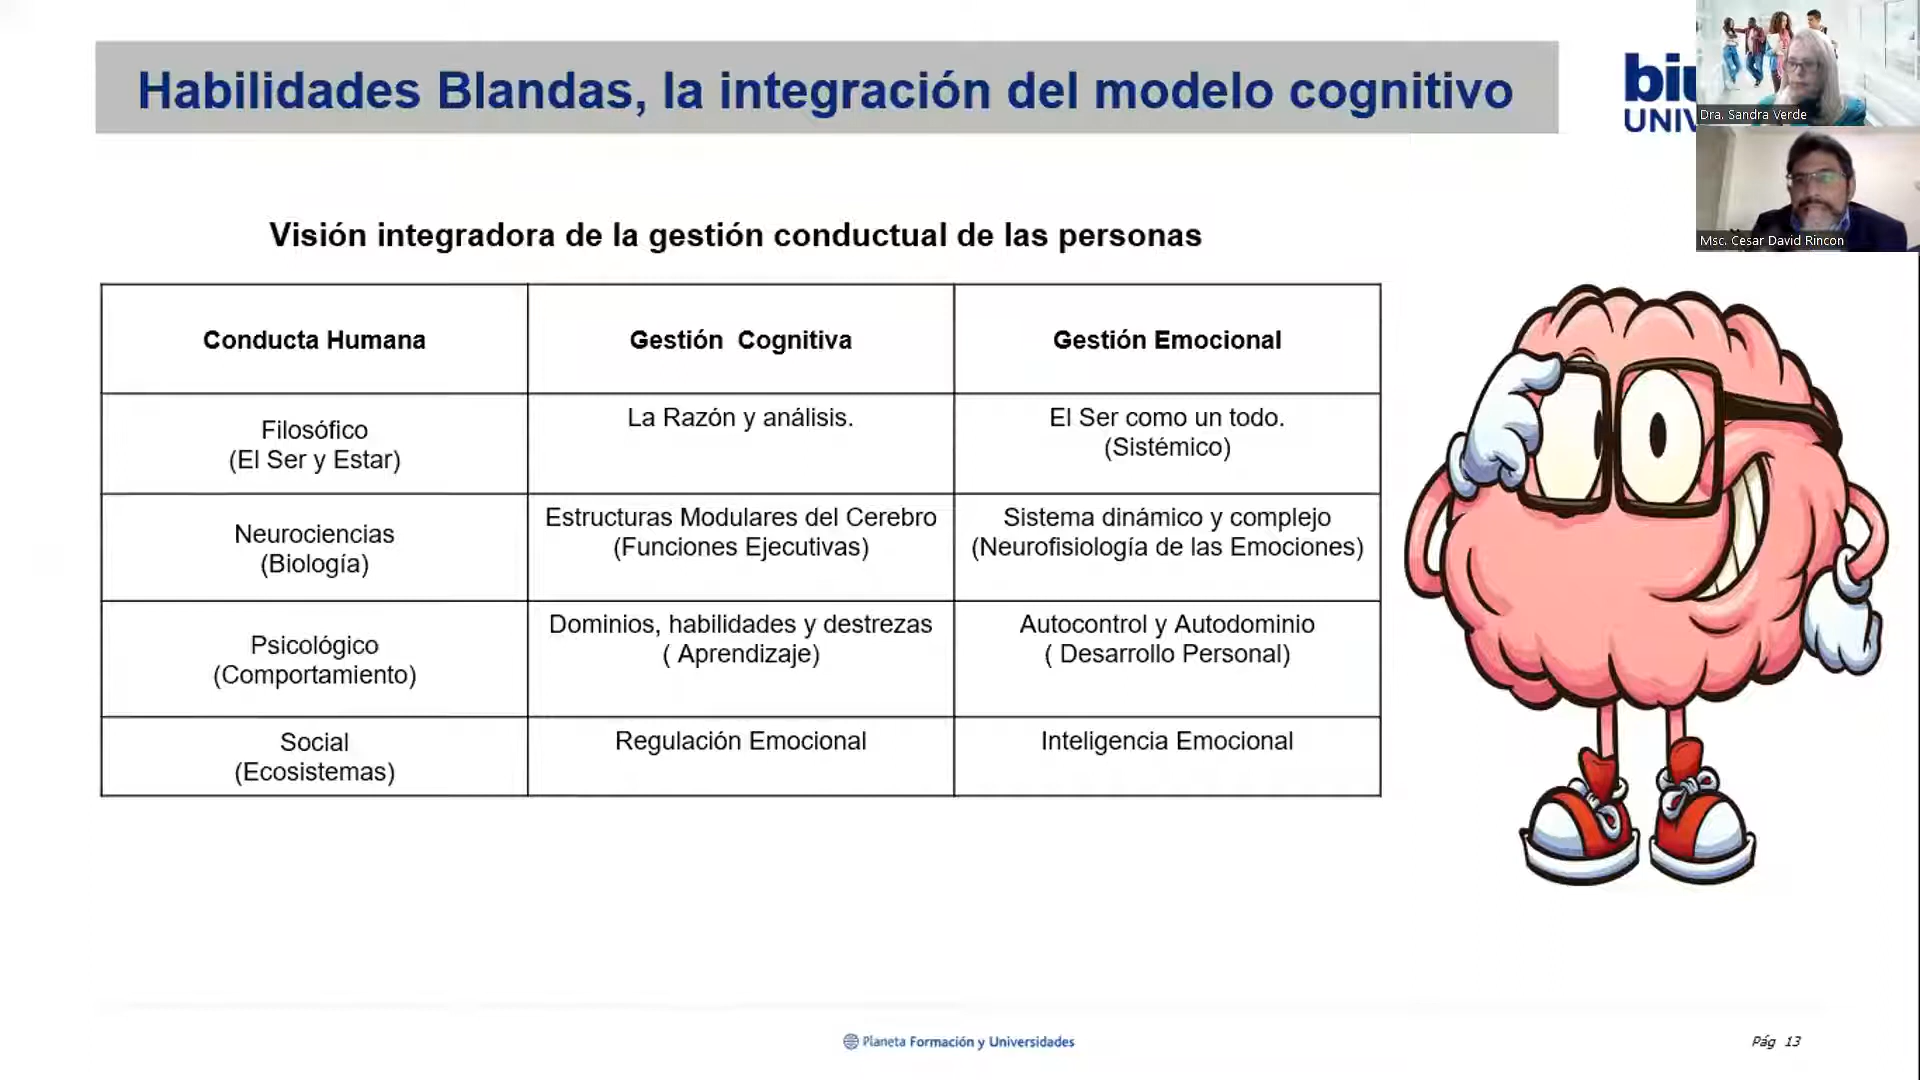 Habilidades Blandas, la integración del modelo cognitivo
UNIV
Dra. Sandra Verde
Msc. Cesar David Rincon
Visión integradora de la gestión conductual de las personas
Conducta Humana
Gestión Cognitiva
Gestión Emocional
Filosófico
(El Ser y Estar)
La Razón y análisis.
El Ser como un todo.
(Sistémico)
Neurociencias
(Biología)
Estructuras Modulares del Cerebro
(Funciones Ejecutivas)
Sistema dinámico y complejo
(Neurofisiología de las Emociones)
Psicológico
(Comportamiento)
Dominios, habilidades y destrezas
( Aprendizaje)
Autocontrol y Autodominio
( Desarrollo Personal)
Social
(Ecosistemas)
Regulación Emocional
Inteligencia Emocional
Planeta Formación y Universidades
Pág 13